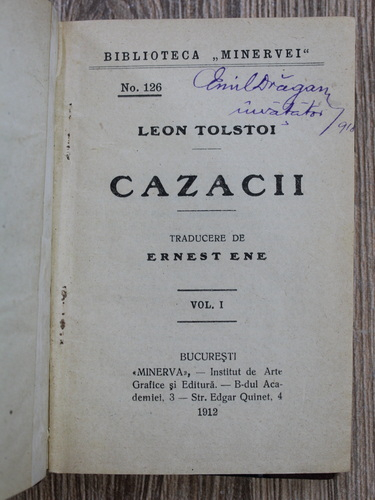 BIBLIOTECA „MINERVEI“
No. 126
Emil Drăgan
învățător
LEON TOLSTOI
CAZACII
TRADUCERE DE
ERNEST ENE
VOL. I
BUCUREȘTI
«MINERVA», — Institut de Arte
Grafice și Editură. — B-dul Aca-
demiei, 3 — Str. Edgar Quinet, 4
1912